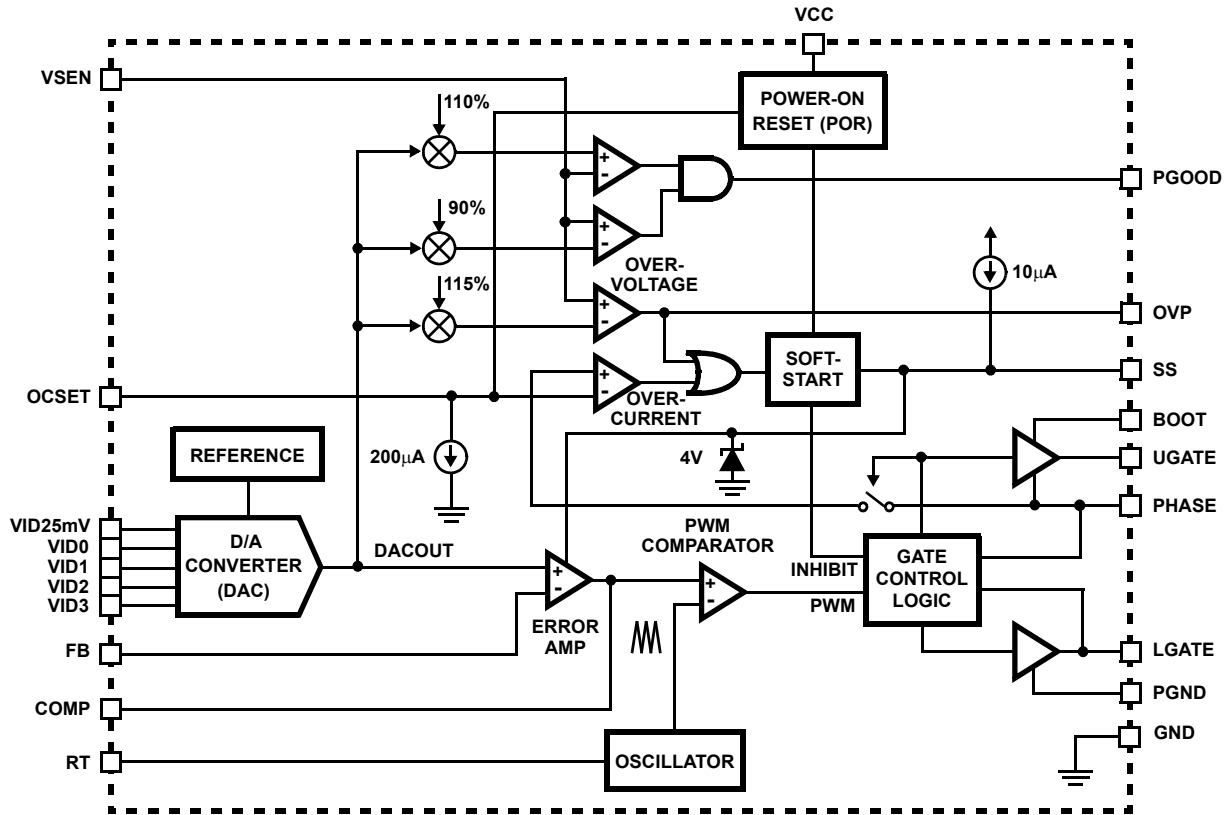 VCC
VSEN
110%
POWER-ON
RESET (POR)
+
-
PGOOD
90%
+
-
OVER-
VOLTAGE
10µA
115%
+
-
OVP
SOFT-
START
SS
+
-
OCSET
OVER-
CURRENT
BOOT
REFERENCE
200µA
4V
UGATE
PHASE
VID25mV
VID0
VID1
VID2
VID3
D/A
CONVERTER
(DAC)
DACOUT
PWM
COMPARATOR
+
-
+
-
INHIBIT
PWM
GATE
CONTROL
LOGIC
ERROR
AMP
FB
LGATE
COMP
PGND
GND
RT
OSCILLATOR